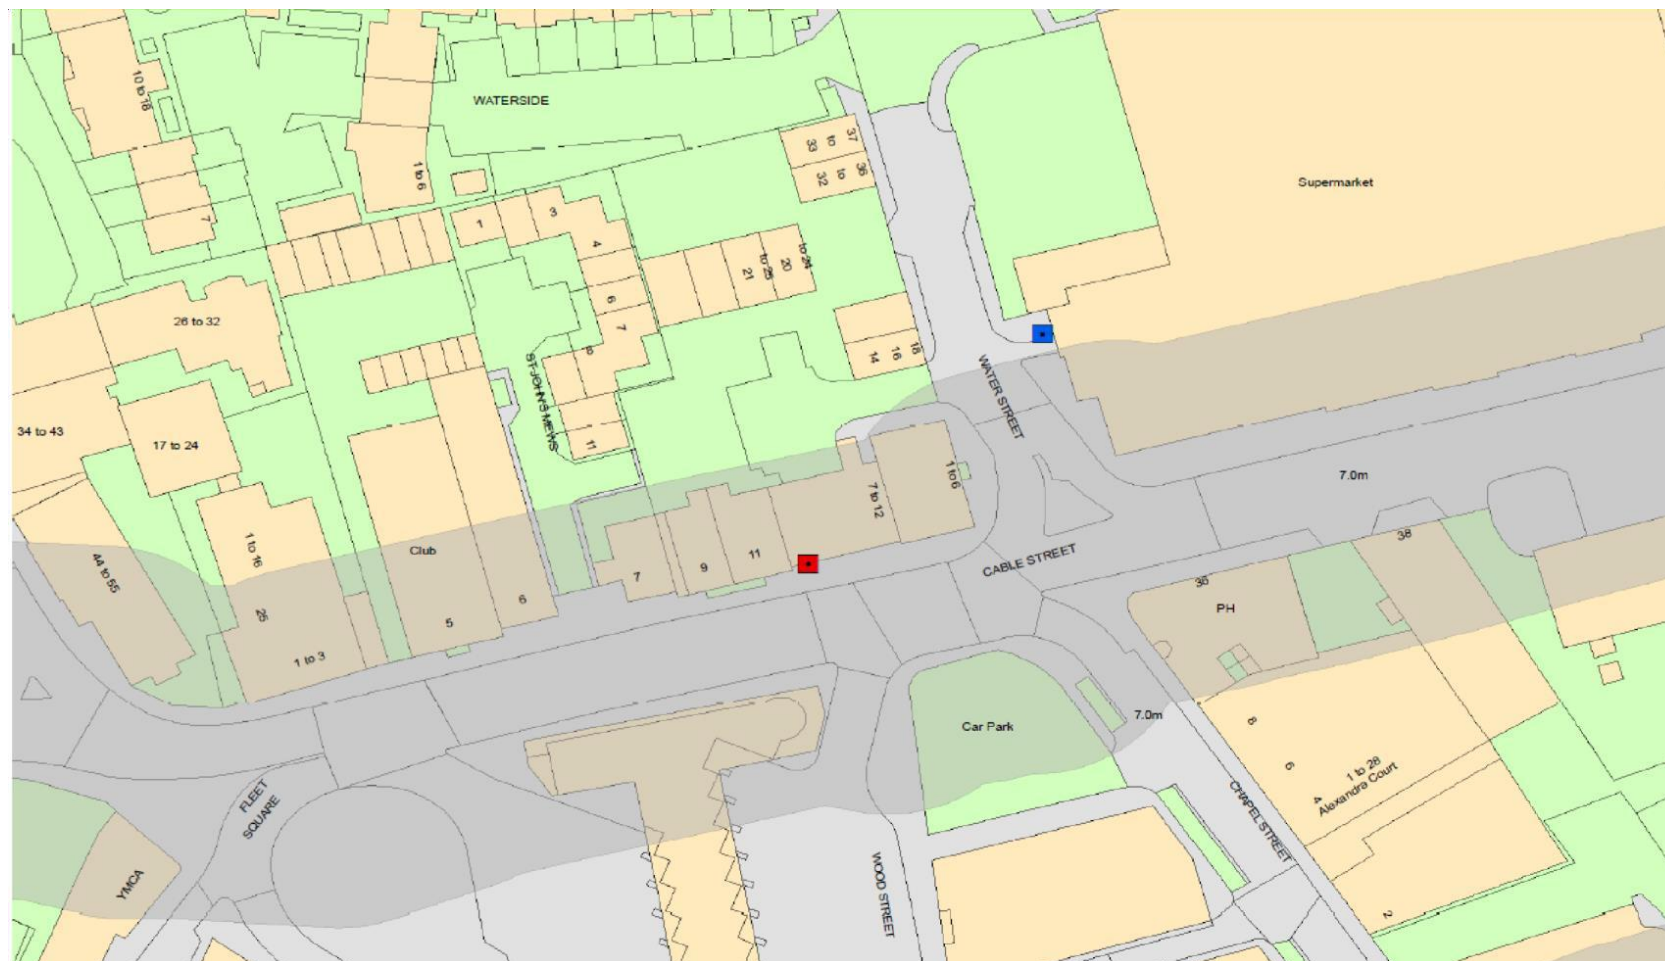 WATERSIDE
10 to 18
1 to 6
7
1
3
4
6
7
to
11
37
to
33
36
to
32
to 24
20
to 25
21
18
16
14
Supermarket
26 to 32
34 to 43
17 to 24
ST JOHN'S MEWS
WATER STREET
44 to 55
1 to 16
26
1 to 3
Club
5
6
7
9
11
7 to 12
1 to 6
7.0m
CABLE STREET
36
38
PH
Car Park
7.0m
FLEET
SQUARE
YMCA
WOOD STREET
CHAPEL STREET
8
6
4
1 to 28
Alexandra Court
2